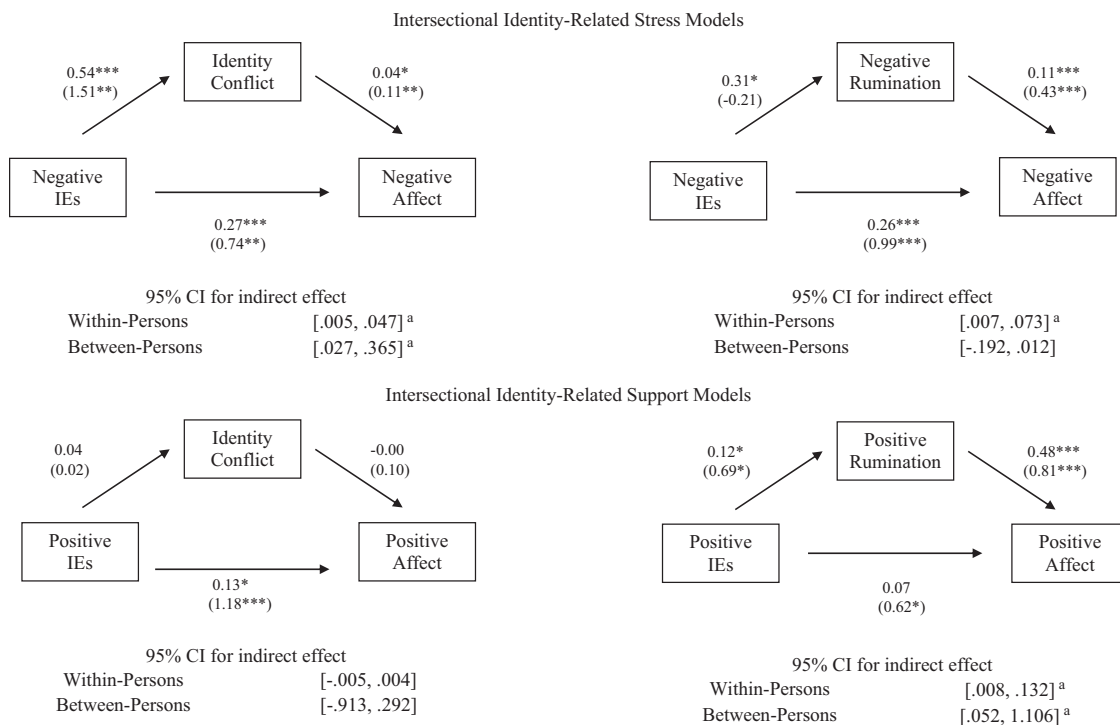 Intersectional Identity-Related Stress Models
0.54***
(1.51**)
Identity
Conflict
0.04*
(0.11**)
Negative
IEs
Negative
Affect
0.27***
(0.74**)
95% CI for indirect effect
Within-Persons [.005, .047] a
Between-Persons [.027, .365] a
0.31*
(-0.21)
Negative
Rumination
0.11***
(0.43***)
Negative
IEs
Negative
Affect
0.26***
(0.99***)
95% CI for indirect effect
Within-Persons [.007, .073] a
Between-Persons [-.192, .012]
Intersectional Identity-Related Support Models
0.04
(0.02)
Identity
Conflict
-0.00
(0.10)
Positive
IEs
Positive
Affect
0.13*
(1.18***)
95% CI for indirect effect
Within-Persons [-.005, .004]
Between-Persons [-.913, .292]
0.12*
(0.69*)
Positive
Rumination
0.48***
(0.81***)
Positive
IEs
Positive
Affect
0.07
(0.62*)
95% CI for indirect effect
Within-Persons [.008, .132] a
Between-Persons [.052, 1.106] a